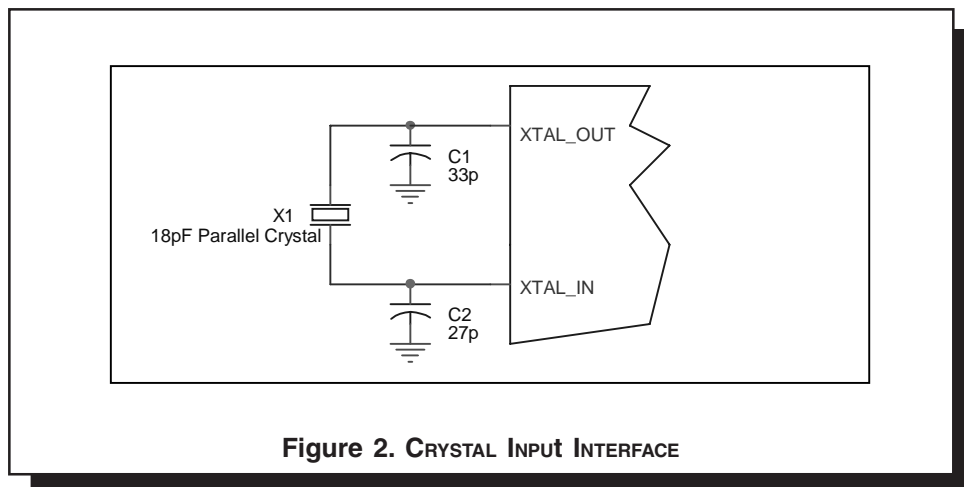 XTAL_OUT
C1
33p
X1
18pF Parallel Crystal
XTAL_IN
C2
27p
Figure 2. CRYSTAL INPUt INTERFACE